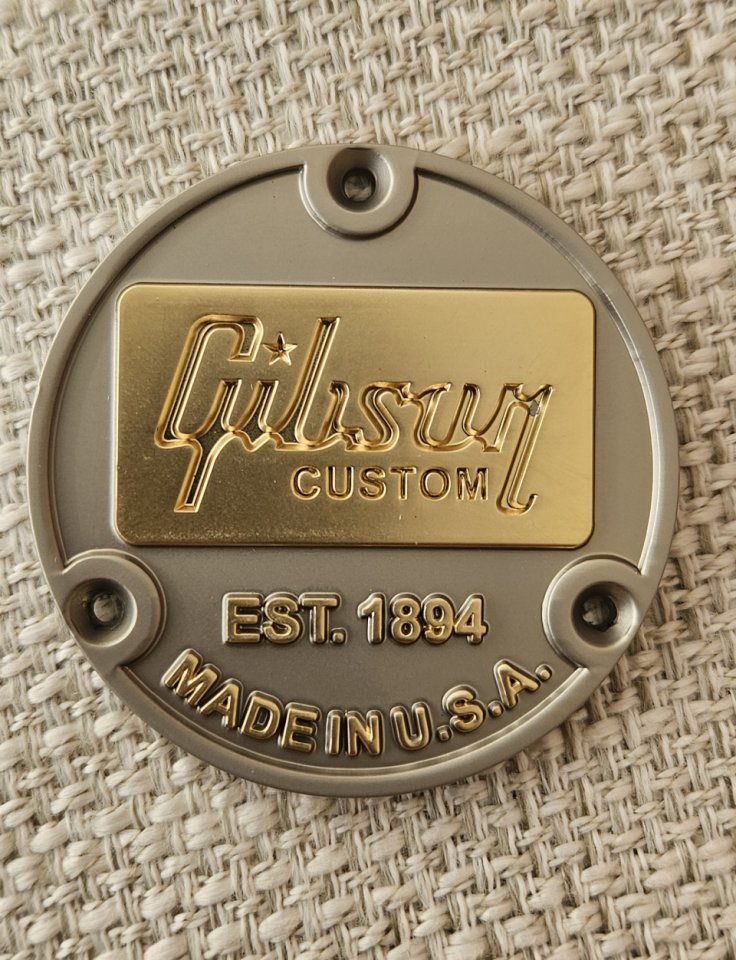 Gibson
CUSTOM
EST. 1894
MADE IN U.S.A.